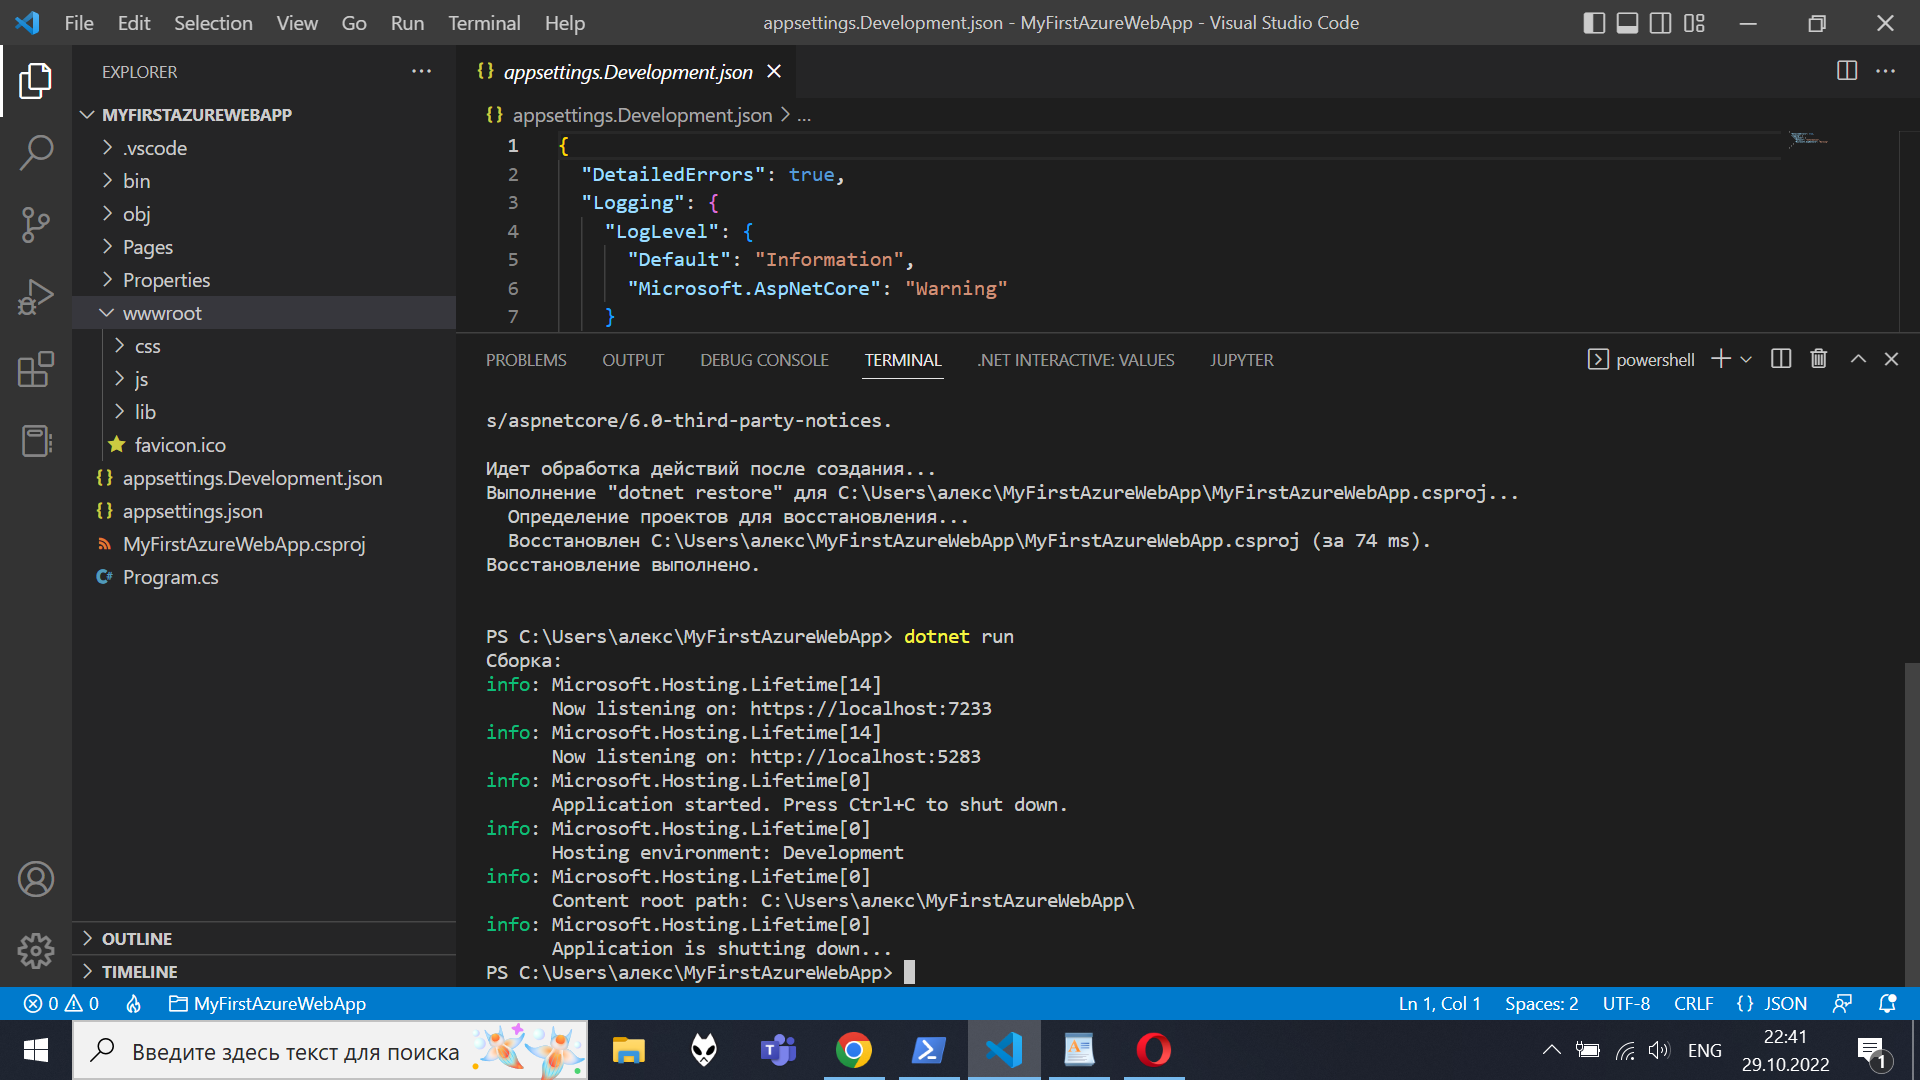 File Edit Selection View Go Run Terminal Help
appsettings.Development.json - MyFirstAzureWebApp - Visual Studio Code
EXPLORER
MYFIRSTAZUREWEBAPP
.vscode
bin
obj
Pages
Properties
wwwroot
css
js
lib
favicon.ico
{} appsettings.Development.json
{} appsettings.json
MyFirstAzureWebApp.csproj
C# Program.cs
OUTLINE
TIMELINE
{} appsettings.Development.json
{} appsettings.Development.json > ...
1 {
2 "DetailedErrors": true,
3 "Logging": {
4 "LogLevel": {
5 "Default": "Information",
6 "Microsoft.AspNetCore": "Warning"
7 }
PROBLEMS OUTPUT DEBUG CONSOLE TERMINAL .NET INTERACTIVE: VALUES JUPYTER
powershell
s/aspnetcore/6.0-third-party-notices.
Идет обработка действий после создания...
Выполнение "dotnet restore" для C:\Users\алекс\MyFirstAzureWebApp\MyFirstAzureWebApp.csproj...
Определение проектов для восстановления...
Восстановлен C:\Users\алекс\MyFirstAzureWebApp\MyFirstAzureWebApp.csproj (за 74 ms).
Восстановление выполнено.
PS C:\Users\алекс\MyFirstAzureWebApp> dotnet run
Сборка:
info: Microsoft.Hosting.Lifetime[14]
Now listening on: https://localhost:7233
info: Microsoft.Hosting.Lifetime[14]
Now listening on: http://localhost:5283
info: Microsoft.Hosting.Lifetime[0]
Application started. Press Ctrl+C to shut down.
info: Microsoft.Hosting.Lifetime[0]
Hosting environment: Development
info: Microsoft.Hosting.Lifetime[0]
Content root path: C:\Users\алекс\MyFirstAzureWebApp\
info: Microsoft.Hosting.Lifetime[0]
Application is shutting down...
PS C:\Users\алекс\MyFirstAzureWebApp>
0 0 MyFirstAzureWebApp
Ln 1, Col 1 Spaces: 2 UTF-8 CRLF {} JSON
Введите здесь текст для поиска
ENG
22:41
29.10.2022
1